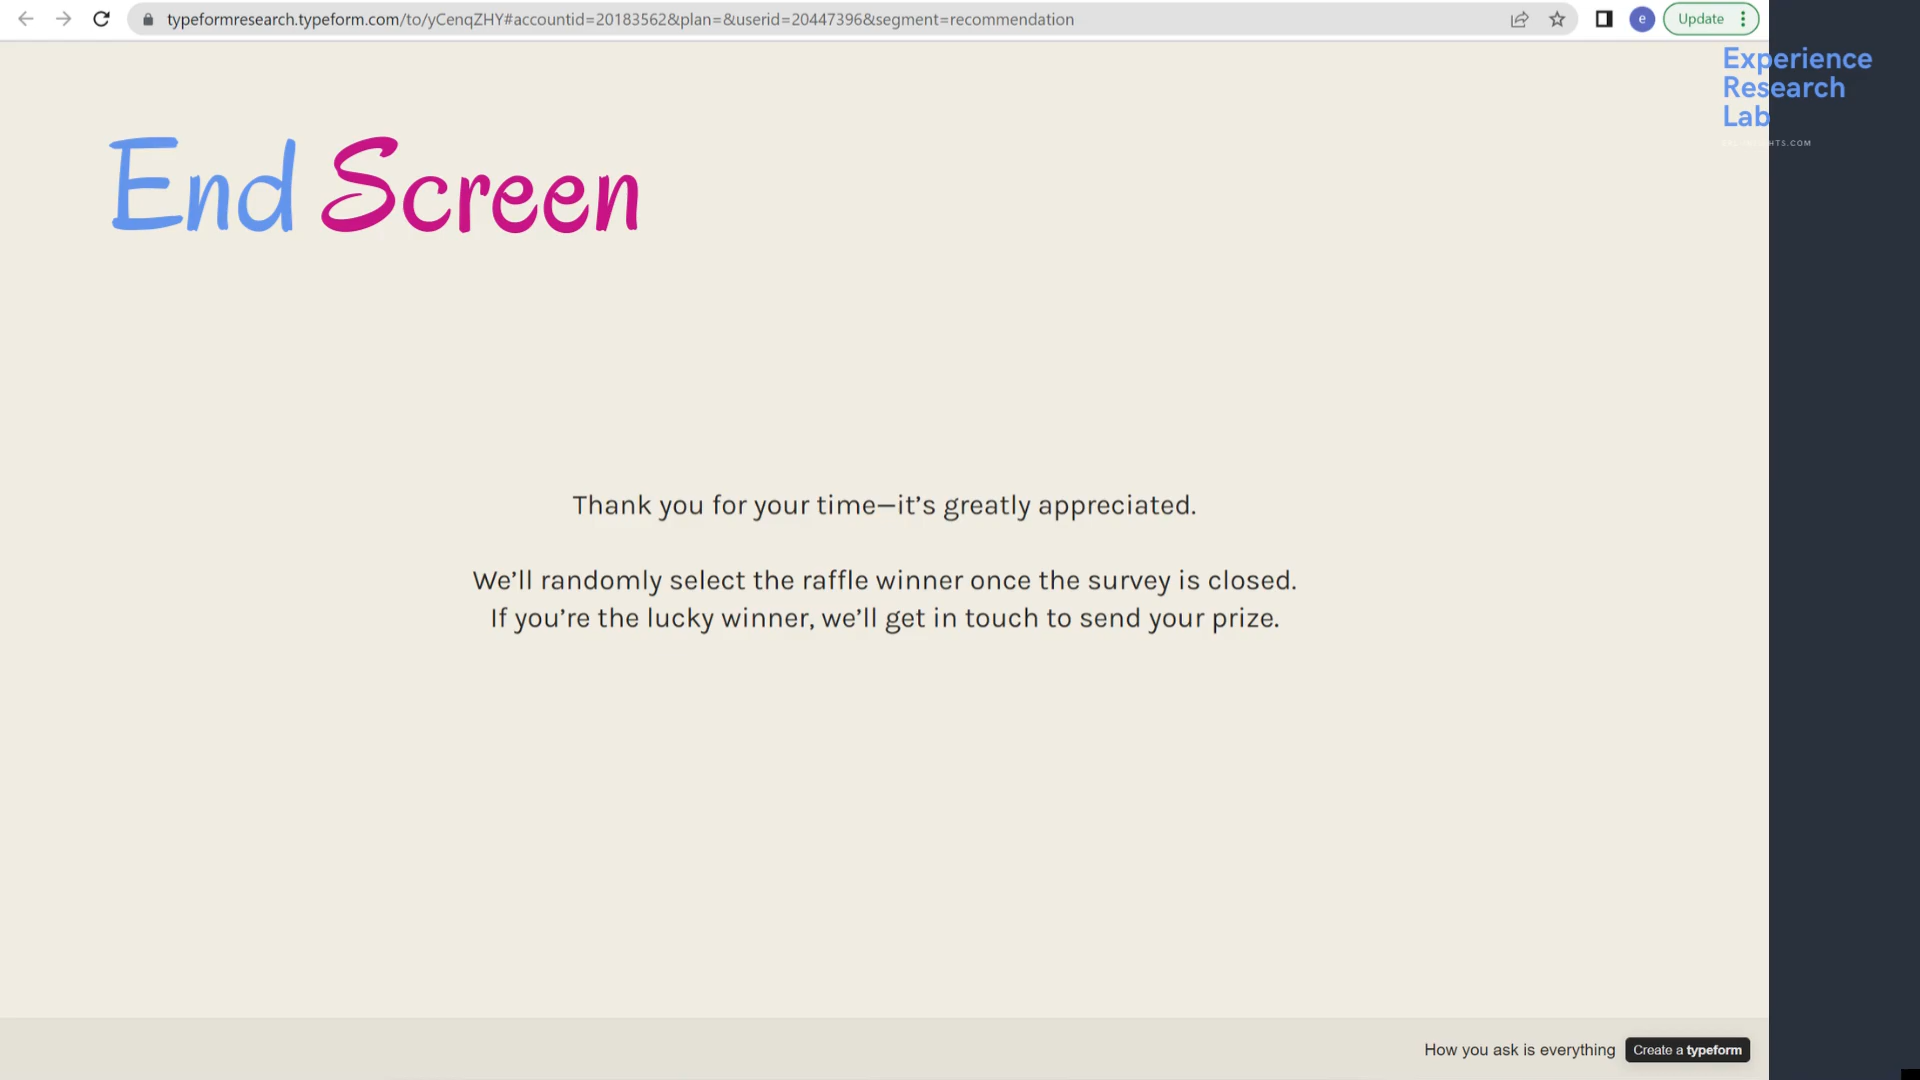 typeformresearch.typeform.com/to/yCenqZHY#accountid=20183562&plan=&userid=20447396&segment=recommendation
e
Update
Experience
Research
Lab
HTS.COM
End Screen
Thank you for your time—it’s greatly appreciated.
We’ll randomly select the raffle winner once the survey is closed.
If you’re the lucky winner, we’ll get in touch to send your prize.
How you ask is everything
Create a typeform